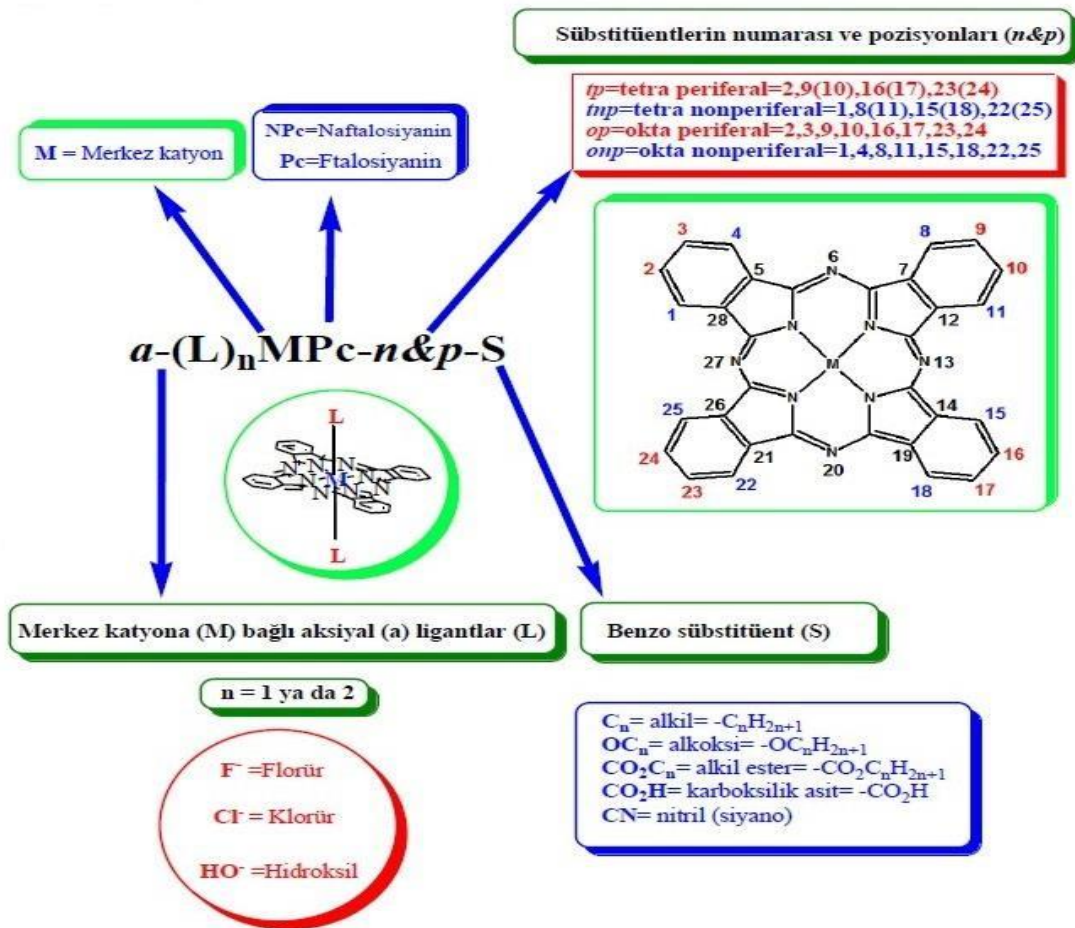 Sübstitüentlerin numarası ve pozisyonları (n&p)
tp=tetra periferal=2,9(10),16(17),23(24)
tnp=tetra nonperiferal=1,8(11),15(18),22(25)
op=okta periferal=2,3,9,10,16,17,23,24
onp=okta nonperiferal=1,4,8,11,15,18,22,25
M = Merkez katyon
NPc=Naftalosiyanin
Pc=Ftalosiyanin
3 4 8 9
6
N
2 5 7 10
1 28 12 11
N N
27 N M N 13
N N
25 26 14 15
24 21 N 19 16
20
23 22 18 17
a-(L)nMPc-n&p-S
L
N+ N N N
N M N
N N N
L
Merkez katyona (M) bağlı aksiyal (a) ligantlar (L)
Benzo sübstitüent (S)
n = 1 ya da 2
F- =Florür
Cl- = Klorür
HO- =Hidroksil
Cn= alkil= -CnH2n+1
OCn= alkoksi= -OCnH2n+1
CO2Cn= alkil ester= -CO2CnH2n+1
CO2H= karboksilik asit= -CO2H
CN= nitril (siyano)